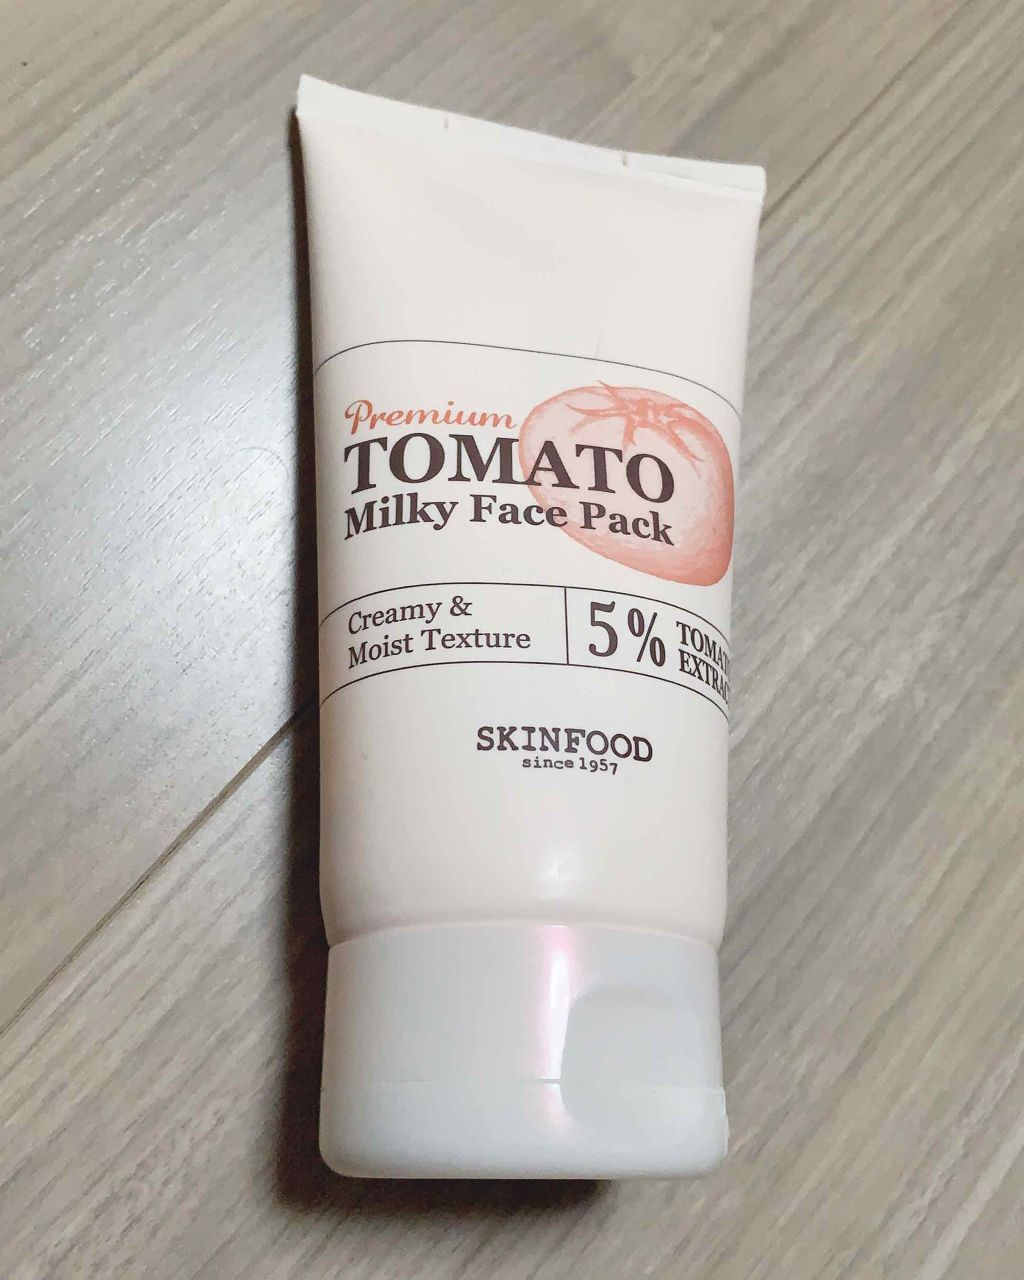 Premium
TOMATO
Milky Face Pack
Creamy &
Moist Texture
5%
SKINFOOD
since 1957